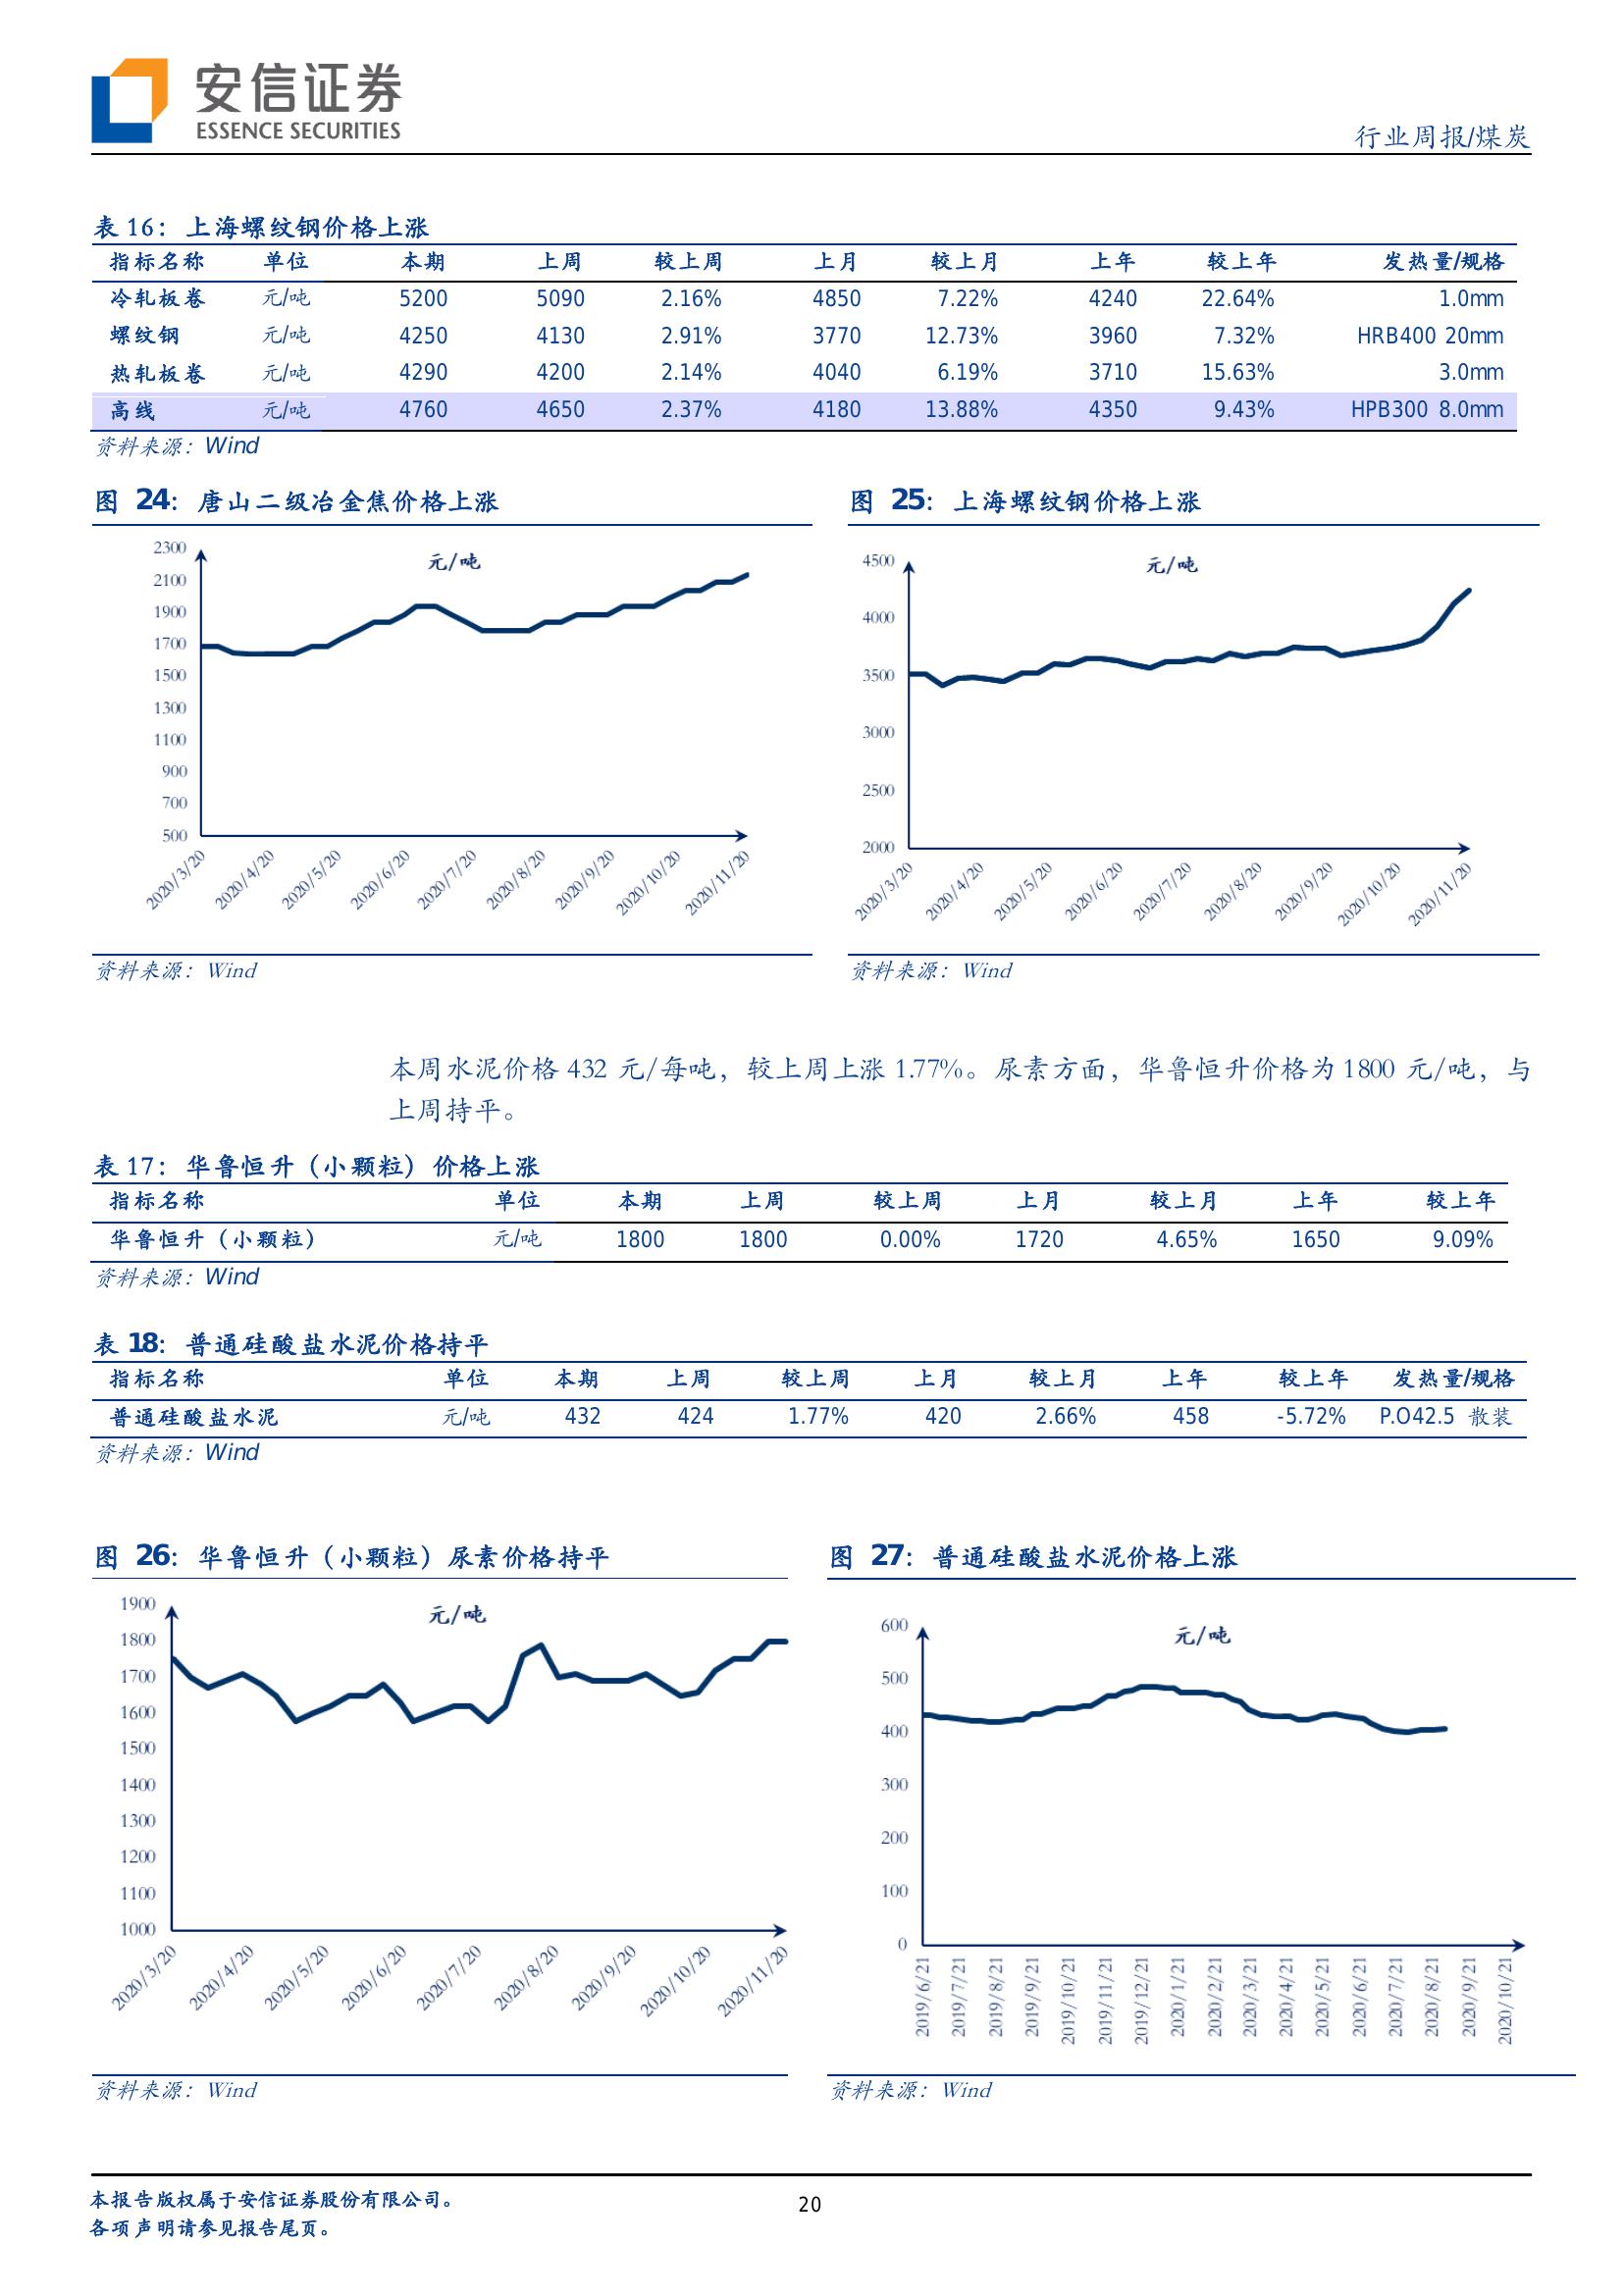 安信证券
ESSENCE SECURITIES
行业周报/煤炭
表 16：上海螺纹钢价格上涨
指标名称 单位 本期 上周 较上周 上月 较上月 上年 较上年 发热量/规格
冷轧板卷 元/吨 5200 5090 2.16% 4850 7.22% 4240 22.64% 1.0mm
螺纹钢 元/吨 4250 4130 2.91% 3770 12.73% 3960 7.32% HRB400 20mm
热轧板卷 元/吨 4290 4200 2.14% 4040 6.19% 3710 15.63% 3.0mm
高线 元/吨 4760 4650 2.37% 4180 13.88% 4350 9.43% HPB300 8.0mm
资料来源：Wind
图 24：唐山二级冶金焦价格上涨
元/吨
2300
2100
1900
1700
1500
1300
1100
900
700
500
2020/3/20 2020/4/20 2020/5/20 2020/6/20 2020/7/20 2020/8/20 2020/9/20 2020/10/20 2020/11/20
资料来源：Wind
图 25：上海螺纹钢价格上涨
元/吨
4500
4000
3500
3000
2500
2000
2020/3/20 2020/4/20 2020/5/20 2020/6/20 2020/7/20 2020/8/20 2020/9/20 2020/10/20 2020/11/20
资料来源：Wind
本周水泥价格 432 元/每吨，较上周上涨 1.77%。尿素方面，华鲁恒升价格为 1800 元/吨，与
上周持平。
表 17：华鲁恒升（小颗粒）价格上涨
指标名称 单位 本期 上周 较上周 上月 较上月 上年 较上年
华鲁恒升（小颗粒） 元/吨 1800 1800 0.00% 1720 4.65% 1650 9.09%
资料来源：Wind
表 18：普通硅酸盐水泥价格持平
指标名称 单位 本期 上周 较上周 上月 较上月 上年 较上年 发热量/规格
普通硅酸盐水泥 元/吨 432 424 1.77% 420 2.66% 458 -5.72% P.O42.5 散装
资料来源：Wind
图 26：华鲁恒升（小颗粒）尿素价格持平
元/吨
1900
1800
1700
1600
1500
1400
1300
1200
1100
1000
2020/3/20 2020/4/20 2020/5/20 2020/6/20 2020/7/20 2020/8/20 2020/9/20 2020/10/20 2020/11/20
资料来源：Wind
图 27：普通硅酸盐水泥价格上涨
元/吨
600
500
400
300
200
100
0
2019/6/21 2019/7/21 2019/8/21 2019/9/21 2019/10/21 2019/11/21 2019/12/21 2020/1/21 2020/2/21 2020/3/21 2020/4/21 2020/5/21 2020/6/21 2020/7/21 2020/8/21 2020/9/21 2020/10/21
资料来源：Wind
本报告版权属于安信证券股份有限公司。
各项声明请参见报告尾页。
20